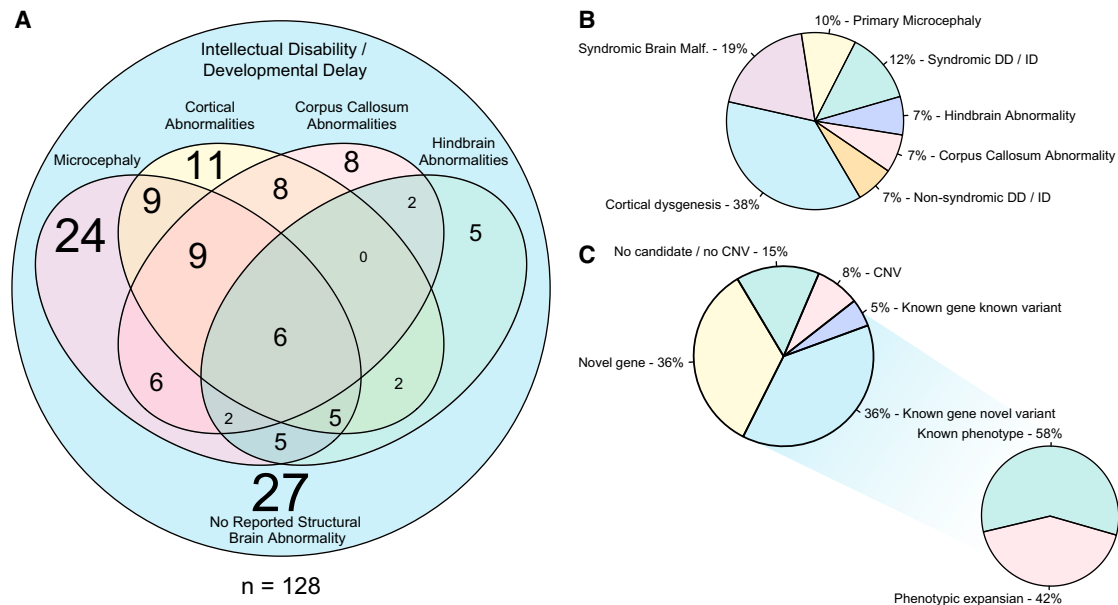 A
Intellectual Disability /
Developmental Delay
Cortical
Abnormalities
Corpus Callosum
Abnormalities
Hindbrain
Abnormalities
Microcephaly
11
8
9
8
2
24
5
9
0
6
6
2
2
5
5
27
No Reported Structural
Brain Abnormality
n = 128
B
10% - Primary Microcephaly
Syndromic Brain Malf. - 19%
12% - Syndromic DD / ID
7% - Hindbrain Abnormality
7% - Corpus Callosum Abnormality
7% - Non-syndromic DD / ID
Cortical dysgenesis - 38%
C
No candidate / no CNV - 15%
8% - CNV
5% - Known gene known variant
Novel gene - 36%
36% - Known gene novel variant
Known phenotype - 58%
Phenotypic expansian - 42%